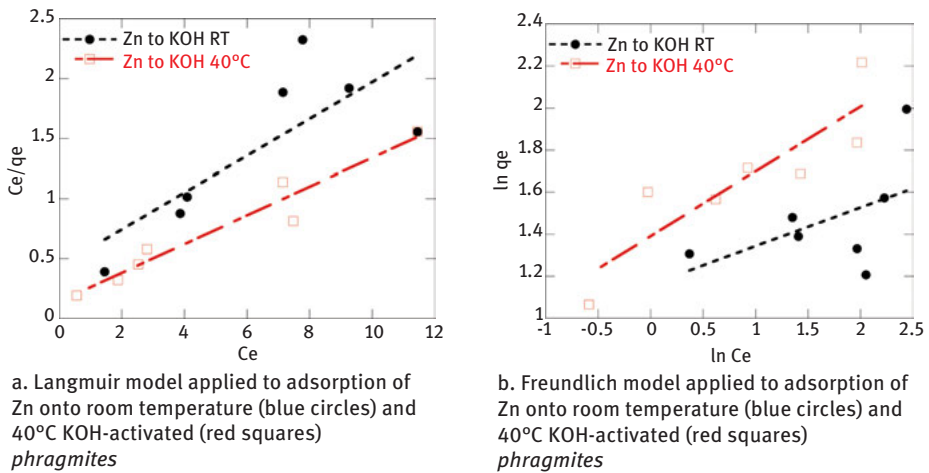 a.
2.5
Zn to KOH RT
Zn to KOH 40°C
2
1.5
1
0.5
0
0 2 4 6 8 10 12
Ce/qe
Ce
a. Langmuir model applied to adsorption of
Zn onto room temperature (blue circles) and
40°C KOH-activated (red squares)
phragmites
b.
2.4
Zn to KOH RT
Zn to KOH 40°C
2.2
2
1.8
1.6
1.4
1.2
1
-1 -0.5 0 0.5 1 1.5 2 2.5
ln qe
ln Ce
b. Freundlich model applied to adsorption of
Zn onto room temperature (blue circles) and
40°C KOH-activated (red squares)
phragmites